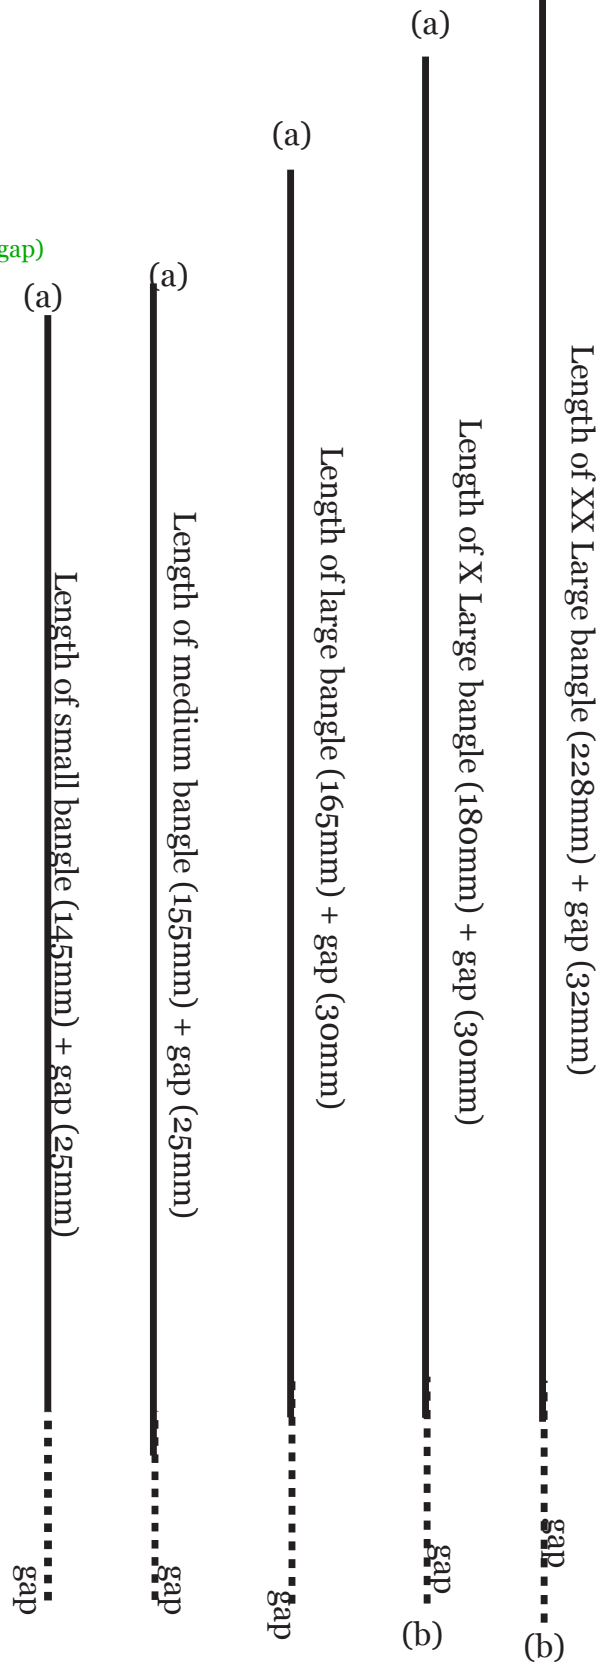 gap)
(a)
Length of small bangle (145mm) + gap (25mm)
gap
(a)
Length of medium bangle (155mm) + gap (25mm)
gap
(a)
Length of large bangle (165mm) + gap (30mm)
gap
(a)
Length of X Large bangle (180mm) + gap (30mm)
gap
(b)
Length of XX Large bangle (228mm) + gap (32mm)
gap
(b)